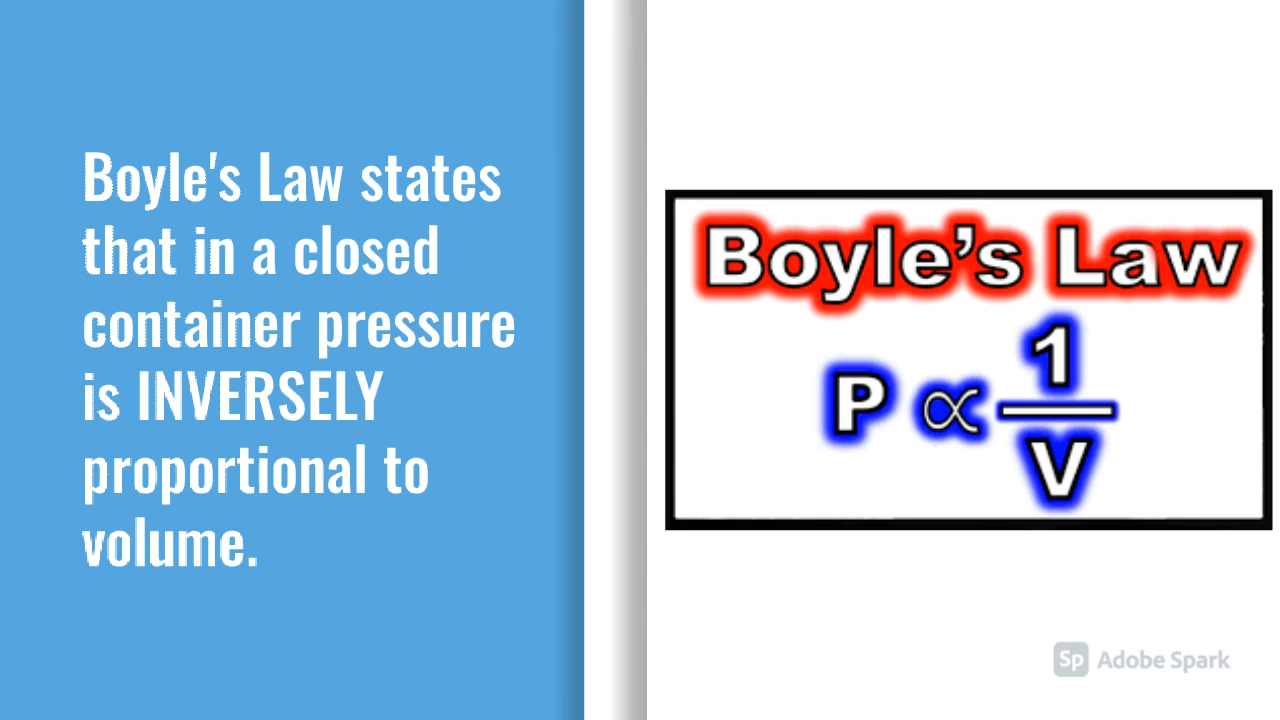 Boyle's Law states
that in a closed
container pressure
is INVERSELY
proportional to
volume.
Boyle’s Law
P ∝ 1/V
Sp Adobe Spark